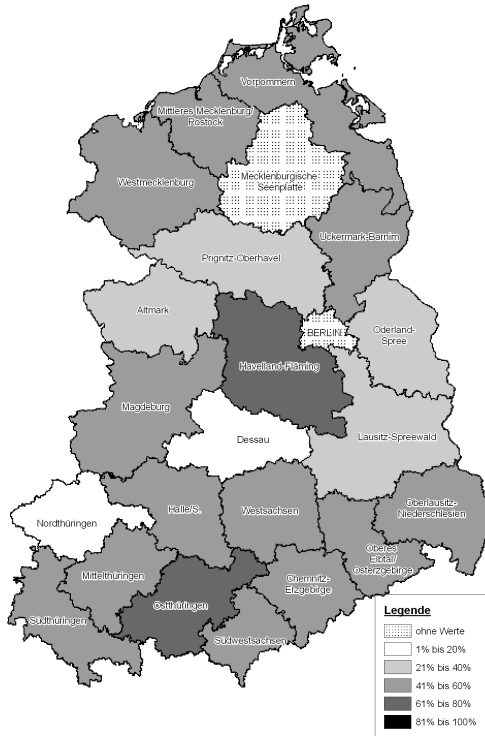 Vorpommern
Mittleres Mecklenburg/
Rostock
Mecklenburgische
Seenplatte
Westmecklenburg
Uckermark-Barnim
Prignitz-Oberhavel
Altmark
BERLIN
Oderland-
Spree
Havelland-Fläming
Magdeburg
Dessau
Lausitz-Spreewald
Nordthüringen
Halle/S.
Westsachsen
Oberlausitz-
Niederschlesien
Mittelthüringen
Oberes
Elbtal/
Osterzgebirge
Ostthüringen
Chemnitz-
Erzgebirge
Südthüringen
Südwestsachsen
Legende
ohne Werte
1% bis 20%
21% bis 40%
41% bis 60%
61% bis 80%
81% bis 100%